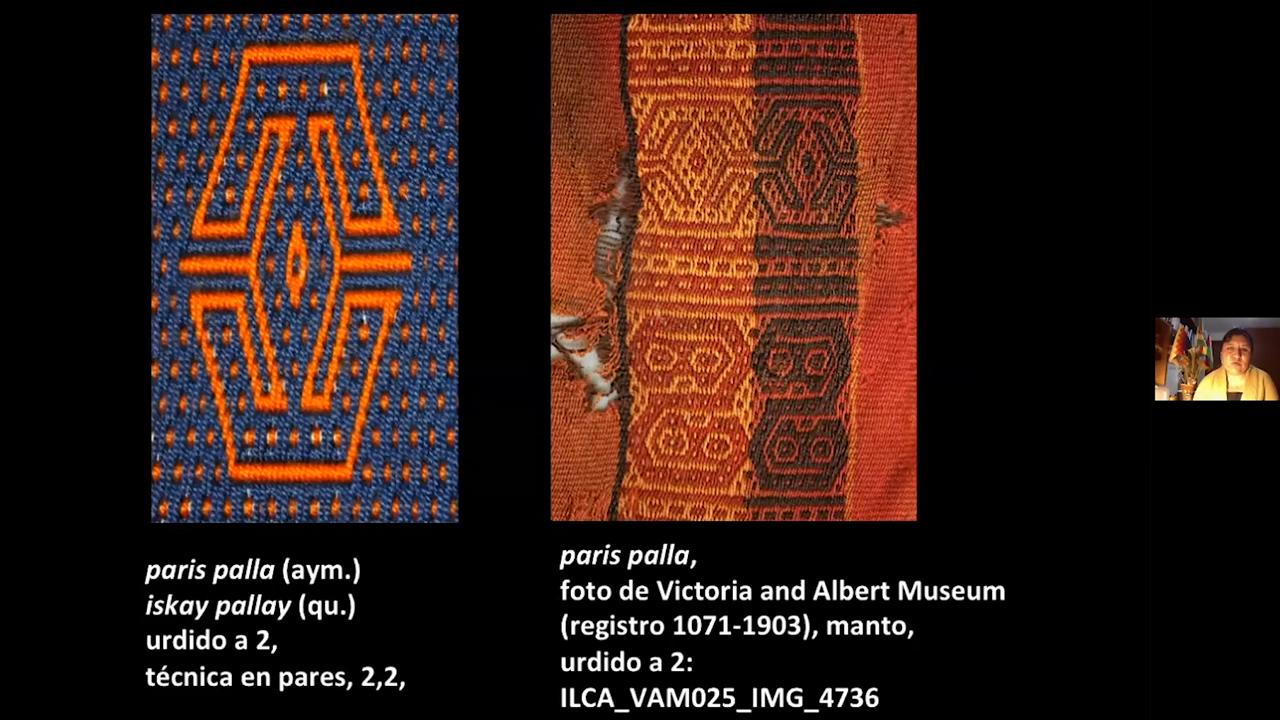 paris palla (aym.)
iskay pallay (qu.)
urdido a 2,
técnica en pares, 2,2,
paris palla,
foto de Victoria and Albert Museum
(registro 1071-1903), manto,
urdido a 2:
ILCA_VAM025_IMG_4736